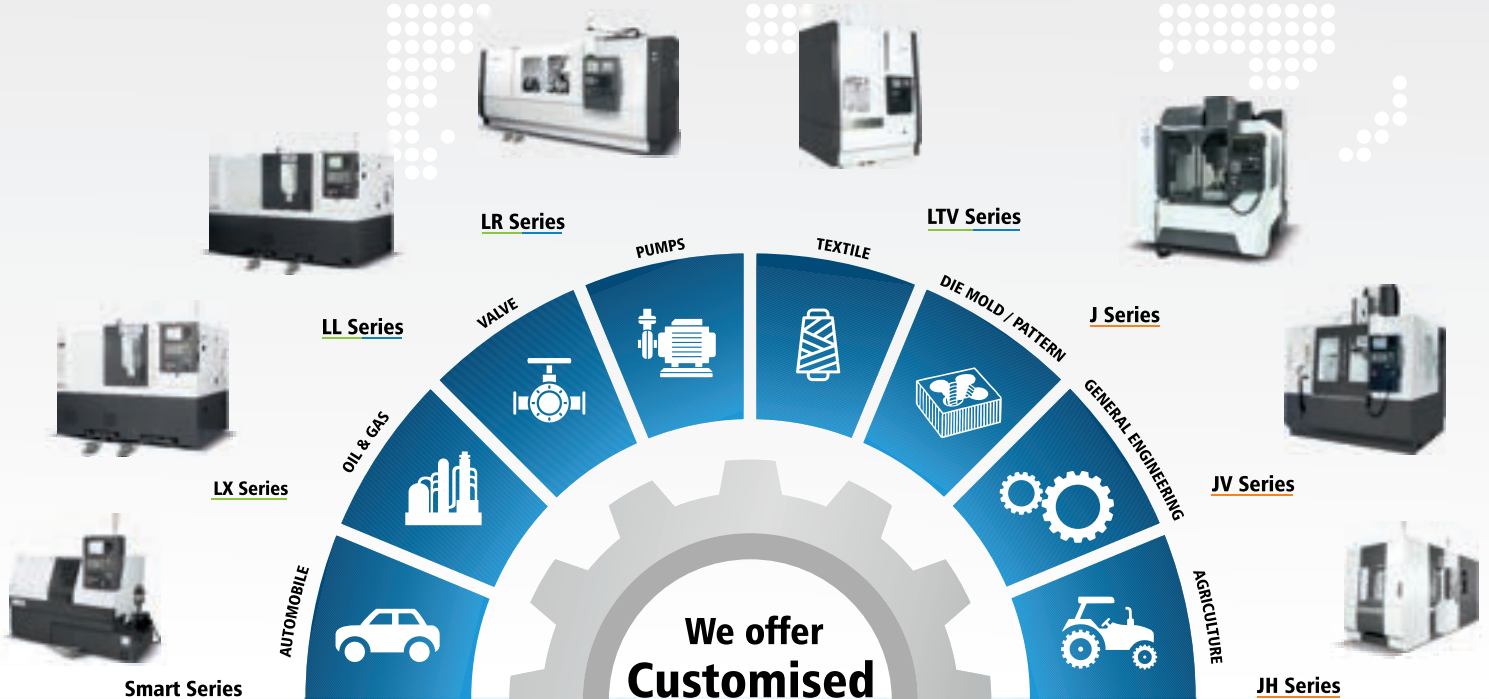 LR Series
LTV Series
LL Series
J Series
LX Series
JV Series
Smart Series
JH Series
AUTOMOBILE
OIL & GAS
VALVE
PUMPS
TEXTILE
DIE MOLD / PATTERN
GENERAL ENGINEERING
AGRICULTURE
We offer
Customised